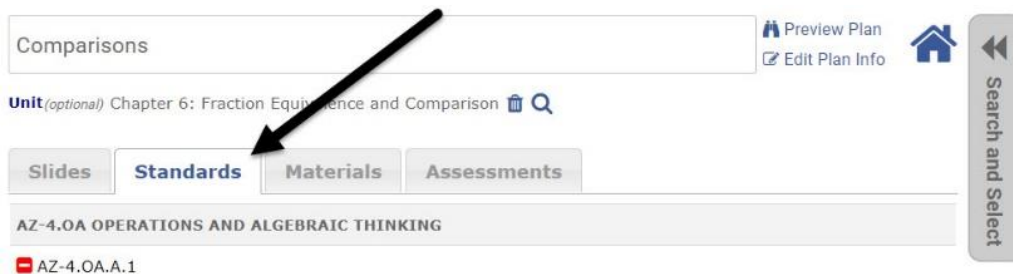 Comparisons
Preview Plan
Edit Plan Info
Unit(optional) Chapter 6: Fraction Equivalence and Comparison
Slides Standards Materials Assessments
AZ-4.OA OPERATIONS AND ALGEBRAIC THINKING
AZ-4.OA.A.1
Search and Select